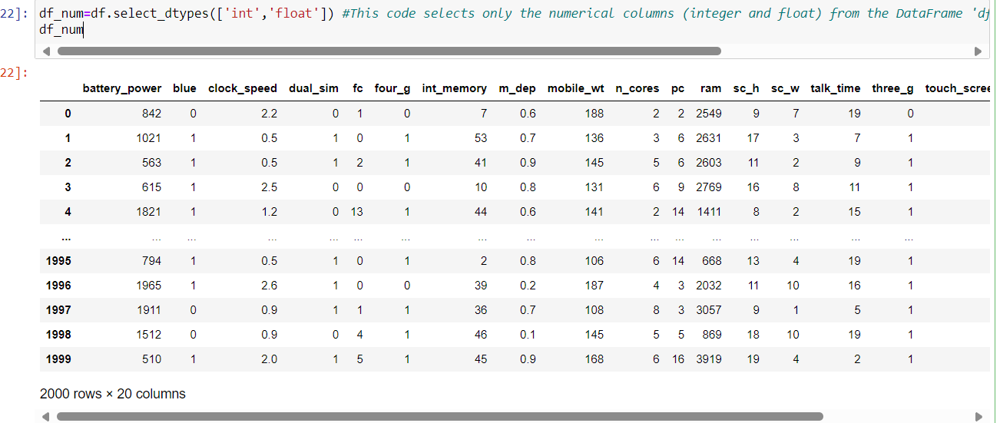 22]: df_num=df.select_dtypes(['int','float']) #This code selects only the numerical columns (integer and float) from the DataFrame 'df
df_num
22]:
battery_power blue clock_speed dual_sim fc four_g int_memory m_dep mobile_wt n_cores pc ram sc_h sc_w talk_time three_g touch_scree
0 842 0 2.2 0 1 0 7 0.6 188 2 2 2549 9 7 19 0
1 1021 1 0.5 1 0 1 53 0.7 136 3 6 2631 17 3 7 1
2 563 1 0.5 1 2 1 41 0.9 145 5 6 2603 11 2 9 1
3 615 1 2.5 0 0 0 10 0.8 131 6 9 2769 16 8 11 1
4 1821 1 1.2 0 13 1 44 0.6 141 2 14 1411 8 2 15 1
... ... ... ... ... ... ... ... ... ... ... ... ... ... ... ... ...
1995 794 1 0.5 1 0 1 2 0.8 106 6 14 668 13 4 19 1
1996 1965 1 2.6 1 0 0 39 0.2 187 4 3 2032 11 10 16 1
1997 1911 0 0.9 1 1 1 36 0.7 108 8 3 3057 9 1 5 1
1998 1512 0 0.9 0 4 1 46 0.1 145 5 5 869 18 10 19 1
1999 510 1 2.0 1 5 1 45 0.9 168 6 16 3919 19 4 2 1
2000 rows × 20 columns